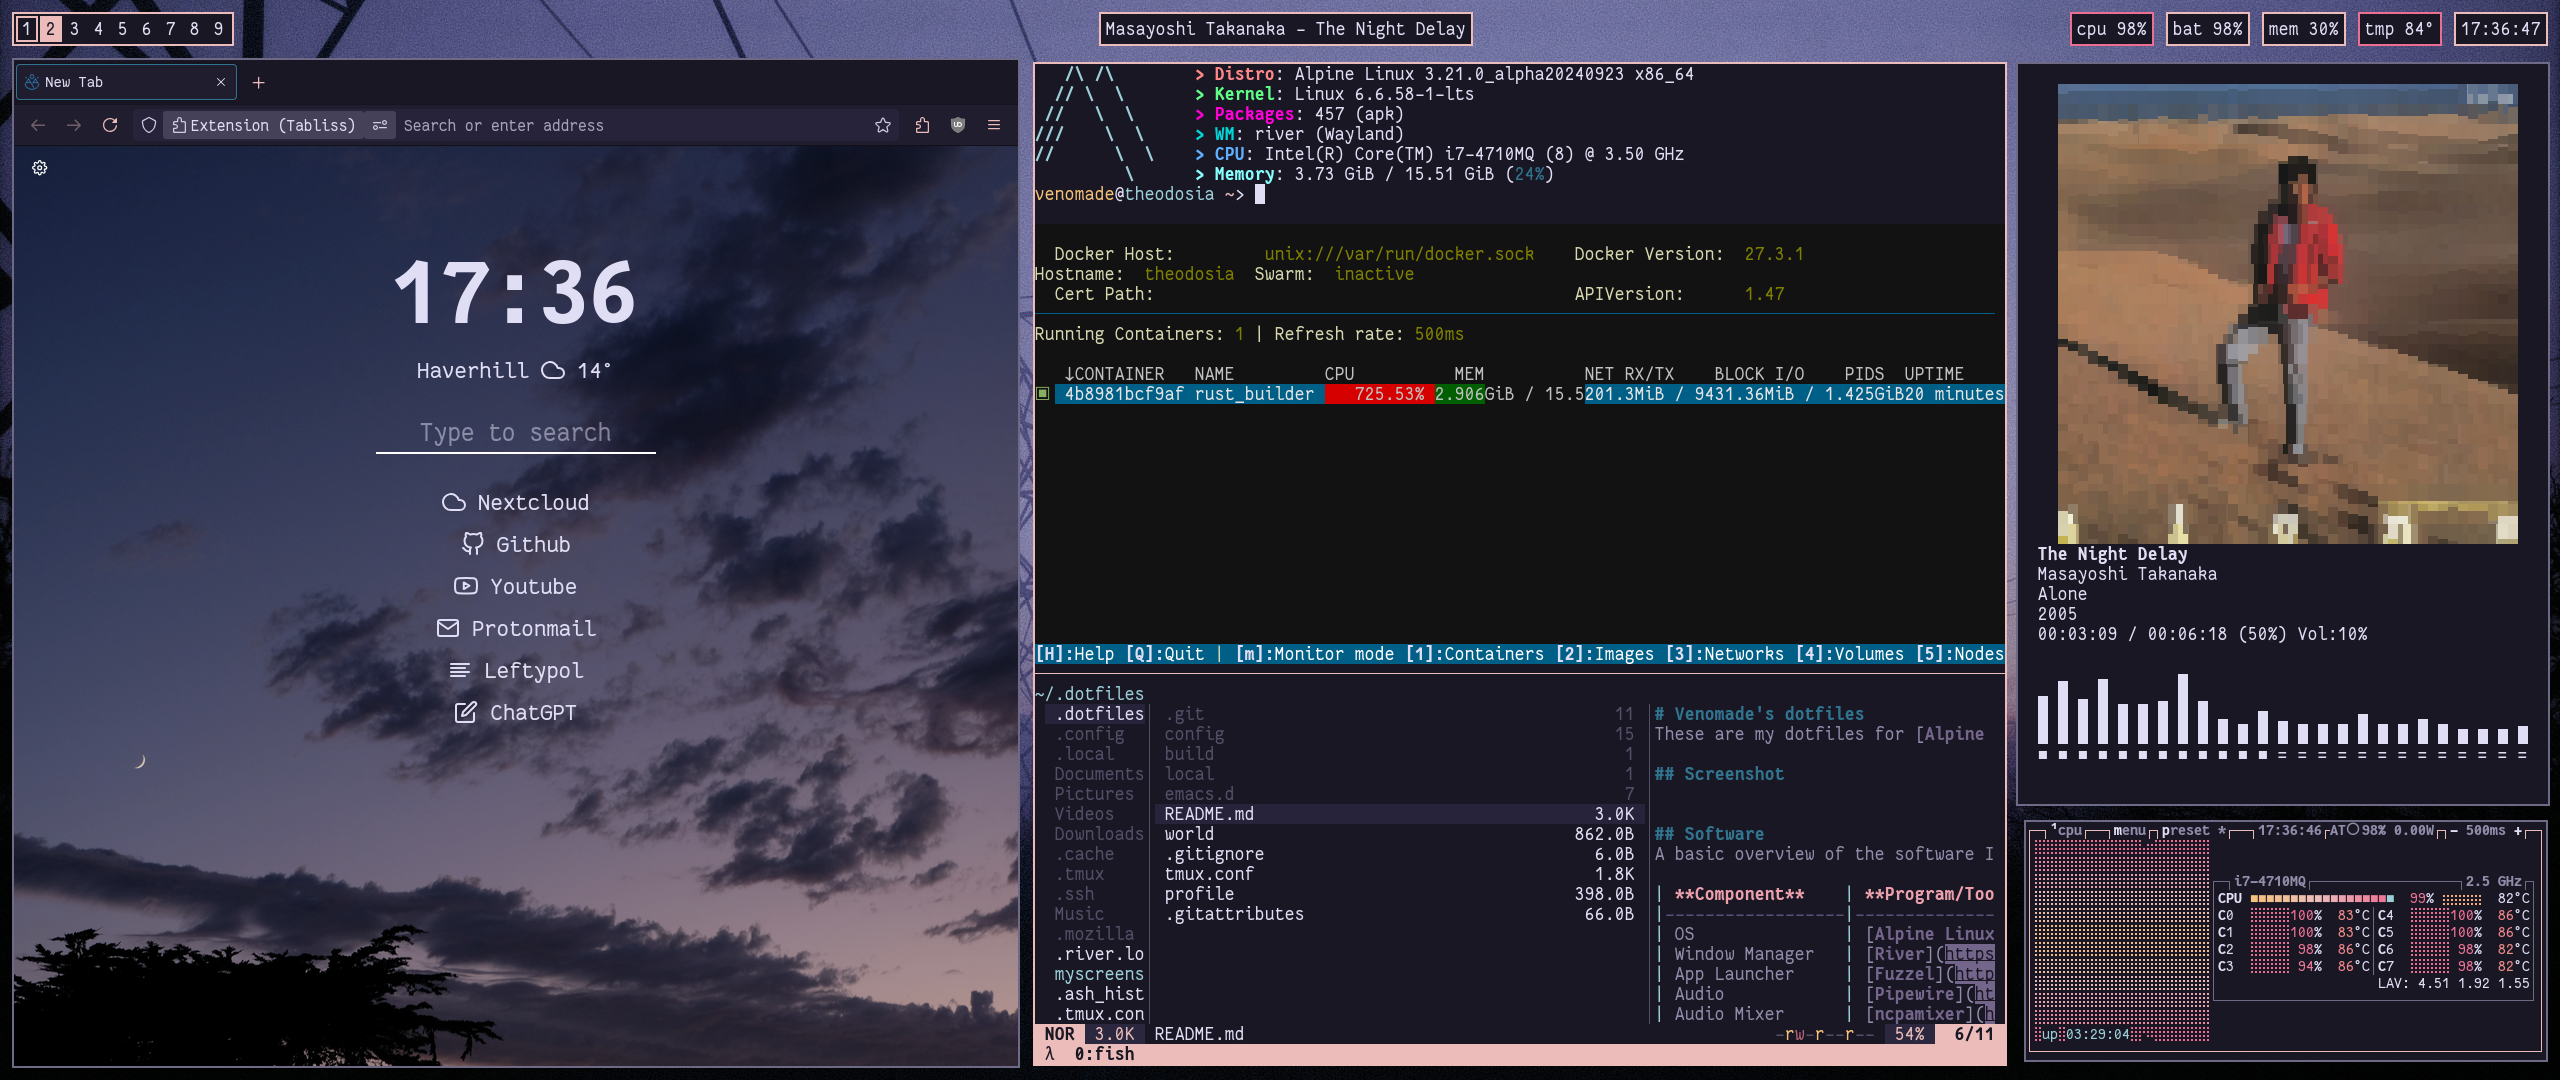 1 2 3 4 5 6 7 8 9
Masayoshi Takanaka - The Night Delay
cpu 98% bat 98% mem 30% tmp 84° 17:36:47
New Tab
Extension (Tabliss) Search or enter address
17:36
Haverhill 14°
Type to search
Nextcloud
Github
Youtube
Protonmail
Leftypol
ChatGPT
> Distro: Alpine Linux 3.21.0_alpha20240923 x86_64
> Kernel: Linux 6.6.58-1-lts
> Packages: 457 (apk)
> WM: river (Wayland)
> CPU: Intel(R) Core(TM) i7-4710MQ (8) @ 3.50 GHz
> Memory: 3.73 GiB / 15.51 GiB (24%)
venomade@theodosia ~>
Docker Host: unix:///var/run/docker.sock Docker Version: 27.3.1
Hostname: theodosia Swarm: inactive
Cert Path: APIVersion: 1.47
Running Containers: 1 | Refresh rate: 500ms
↓CONTAINER NAME CPU MEM NET RX/TX BLOCK I/O PIDS UPTIME
4b8981bcf9af rust_builder 725.53% 2.906GiB / 15.5201.3MiB / 9431.36MiB / 1.425GiB20 minutes
[H]:Help [Q]:Quit | [m]:Monitor mode [1]:Containers [2]:Images [3]:Networks [4]:Volumes [5]:Nodes
~/.dotfiles
.dotfiles .git 11 # Venomade's dotfiles
.config config 15 These are my dotfiles for [Alpine
.local build 1
Documents local 1 ## Screenshot
Pictures emacs.d 7
Videos README.md 3.0K
Downloads world 862.0B ## Software
.cache .gitignore 6.0B A basic overview of the software I
.tmux tmux.conf 1.8K
.ssh profile 398.0B | **Component** | **Program/Too
Music .gitattributes 66.0B |------------------|--------------
.mozilla | OS | [Alpine Linux
.river.lo | Window Manager | [River](https
myscreens | App Launcher | [Fuzzel](http
.ash_hist | Audio | [Pipewire](ht
.tmux.con | Audio Mixer | [ncpamixer](h
NOR 3.0K README.md -rw-r--r-- 54% 6/11
λ 0:fish
The Night Delay
Masayoshi Takanaka
Alone
2005
00:03:09 / 00:06:18 (50%) Vol:10%
1cpu menu preset * 17:36:46 AT 98% 0.00W - 500ms +
i7-4710MQ 2.5 GHz
CPU 99% 82°C
C0 100% 83°C C4 100% 86°C
C1 100% 83°C C5 100% 86°C
C2 98% 86°C C6 98% 82°C
C3 94% 86°C C7 98% 82°C
LAV: 4.51 1.92 1.55
up 03:29:04